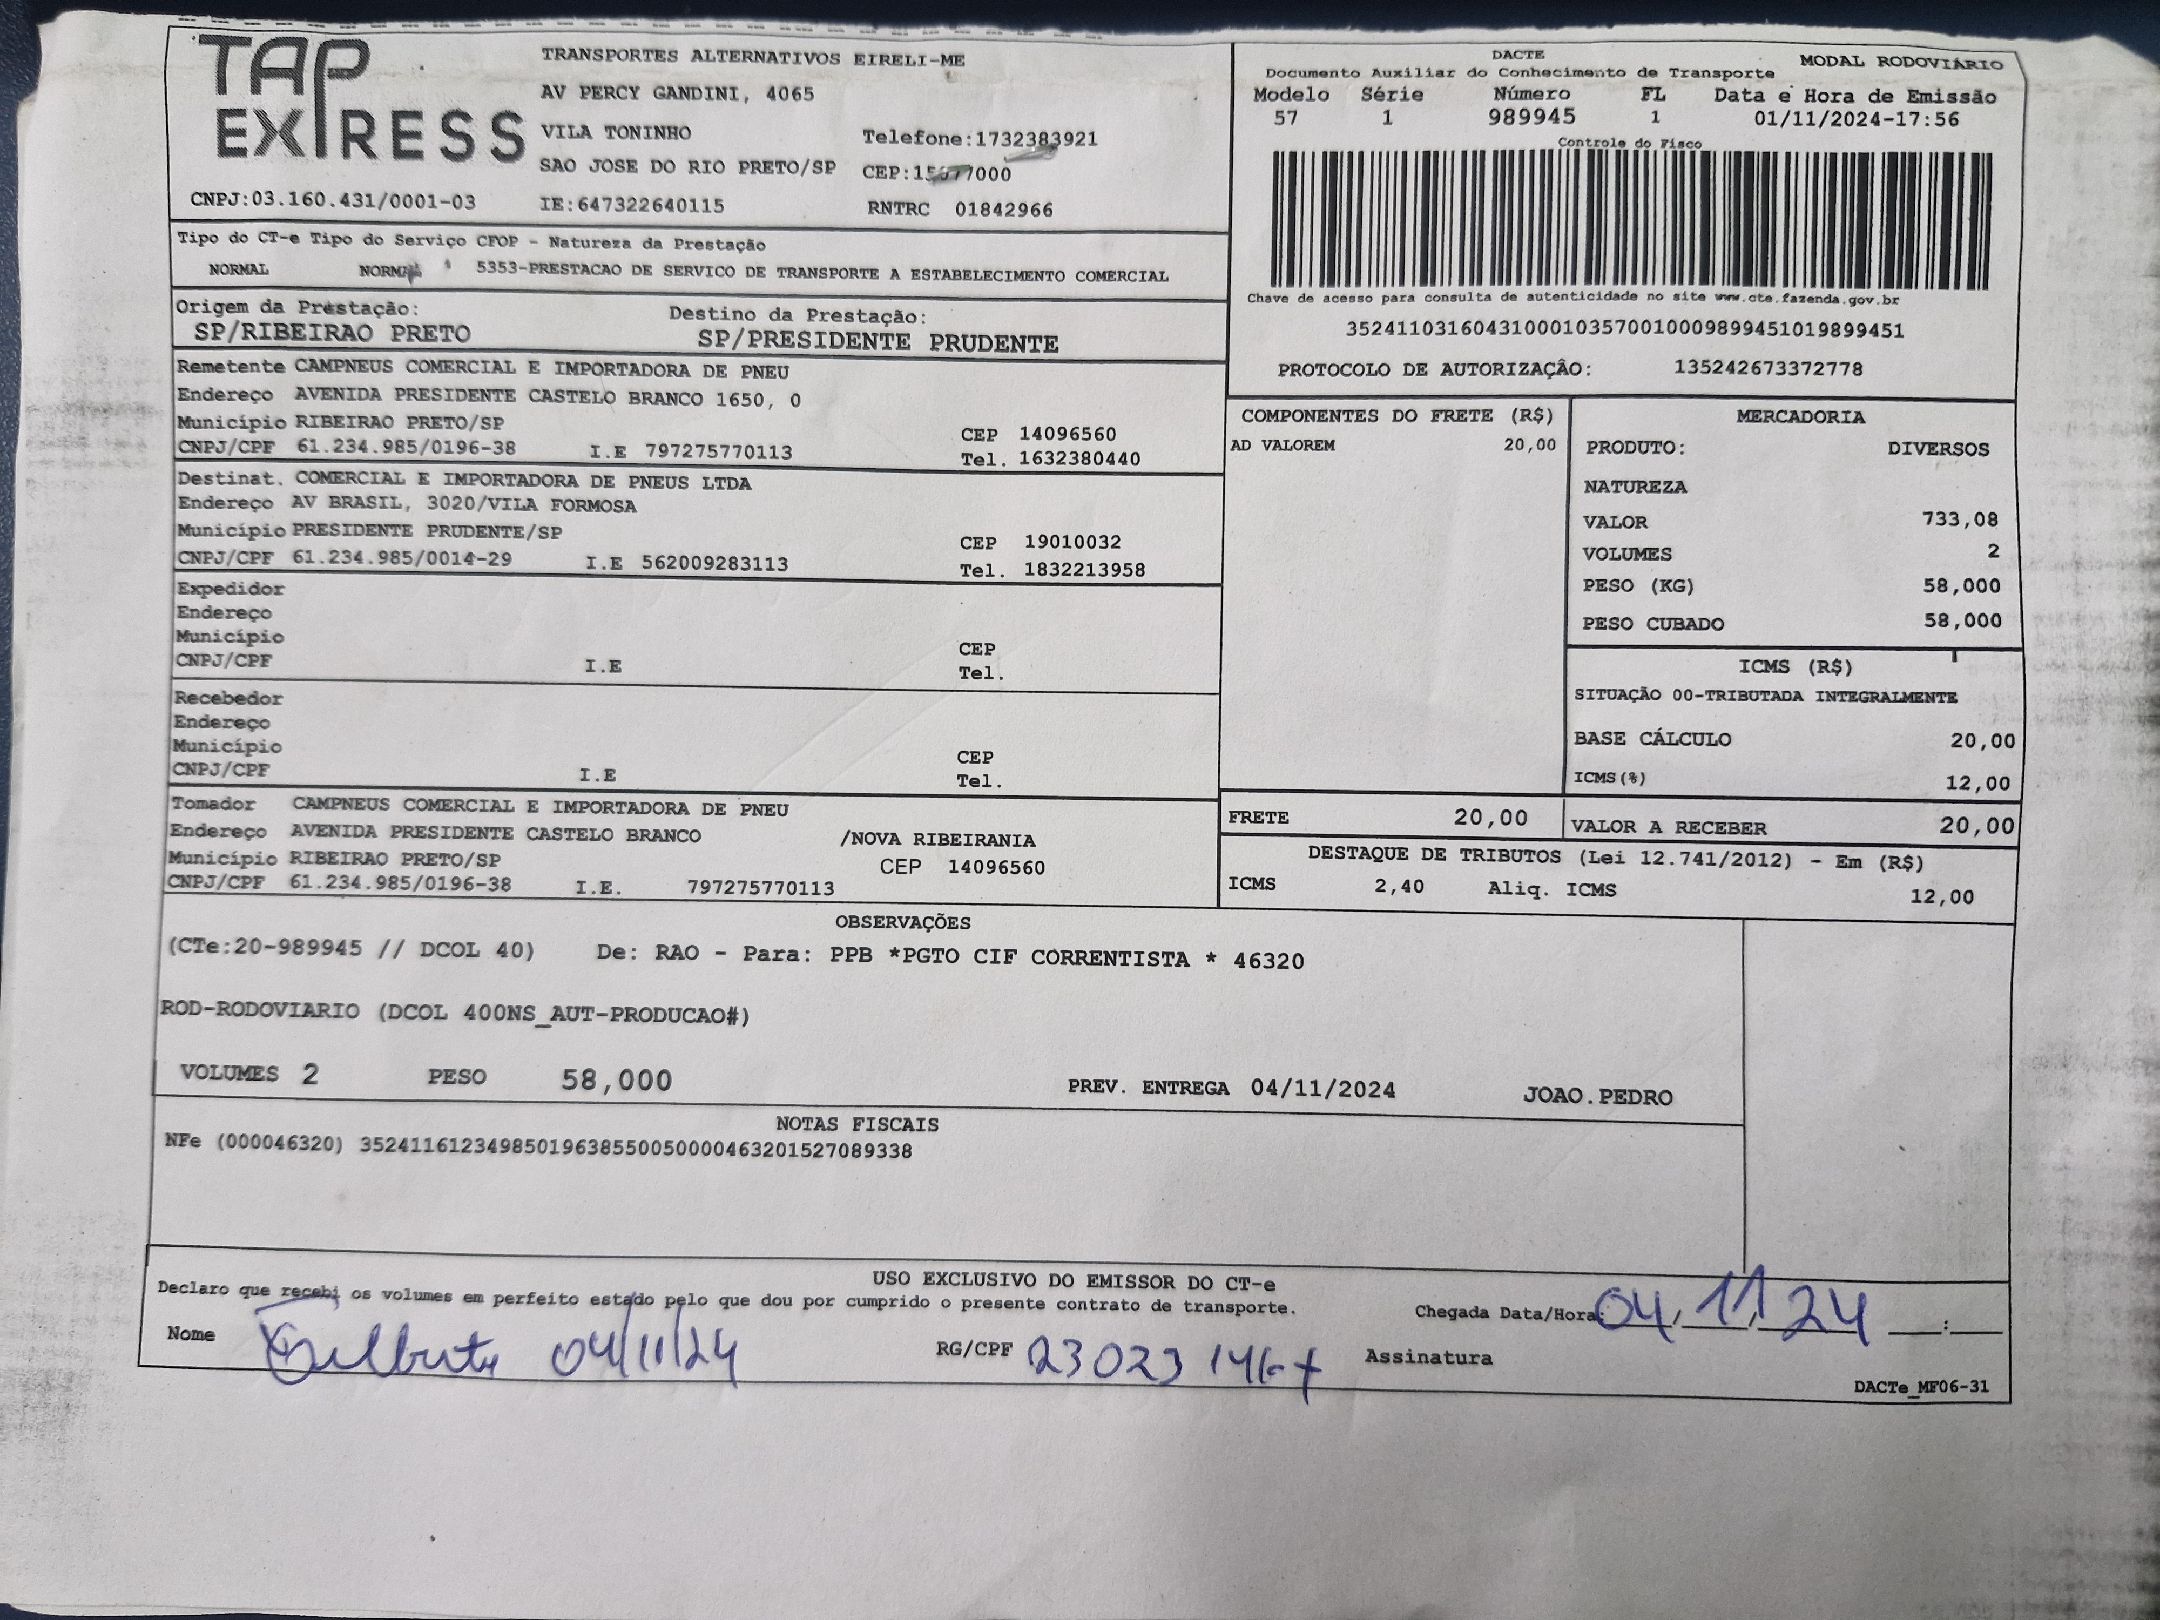 TAP EXPRESS
TRANSPORTES ALTERNATIVOS EIRELI-ME
AV PERCY GANDINI, 4065
VILA TONINHO Telefone:1732383921
SAO JOSE DO RIO PRETO/SP CEP:
CNPJ:03.160.431/0001-03 IE:647322640115 RNTRC 01842966
DACTE MODAL RODOVIÁRIO
Documento Auxiliar do Conhecimento de Transporte
Modelo Série Número FL Data e Hora de Emissão
57 1 989945 1 01/11/2024-17:56
Controle do Fisco
Chave de acesso para consulta de autenticidade no site www.cte.fazenda.gov.br
35241103160431000103570010009899451019899451
PROTOCOLO DE AUTORIZAÇÂO: 135242673372778
Tipo do CT-e Tipo do Serviço CFOP - Natureza da Prestação
NORMAL NORMAL 5353-PRESTACAO DE SERVICO DE TRANSPORTE A ESTABELECIMENTO COMERCIAL
Origem da Prestação: Destino da Prestação:
SP/RIBEIRAO PRETO SP/PRESIDENTE PRUDENTE
Remetente CAMPNEUS COMERCIAL E IMPORTADORA DE PNEU
Endereço AVENIDA PRESIDENTE CASTELO BRANCO 1650, 0
Município RIBEIRAO PRETO/SP CEP 14096560
CNPJ/CPF 61.234.985/0196-38 I.E 797275770113 Tel. 1632380440
Destinat. COMERCIAL E IMPORTADORA DE PNEUS LTDA
Endereço AV BRASIL, 3020/VILA FORMOSA
Município PRESIDENTE PRUDENTE/SP CEP 19010032
CNPJ/CPF 61.234.985/0014-29 I.E 562009283113 Tel. 1832213958
Expedidor
Endereço
Município CEP
CNPJ/CPF I.E Tel.
Recebedor
Endereço
Município CEP
CNPJ/CPF I.E Tel.
Tomador CAMPNEUS COMERCIAL E IMPORTADORA DE PNEU
Endereço AVENIDA PRESIDENTE CASTELO BRANCO /NOVA RIBEIRANIA
Município RIBEIRAO PRETO/SP CEP 14096560
CNPJ/CPF 61.234.985/0196-38 I.E. 797275770113
COMPONENTES DO FRETE (R$)
AD VALOREM 20,00
MERCADORIA
PRODUTO: DIVERSOS
NATUREZA
VALOR 733,08
VOLUMES 2
PESO (KG) 58,000
PESO CUBADO 58,000
ICMS (R$)
SITUAÇÃO 00-TRIBUTADA INTEGRALMENTE
BASE CÁLCULO 20,00
ICMS(%) 12,00
FRETE 20,00 VALOR A RECEBER 20,00
DESTAQUE DE TRIBUTOS (Lei 12.741/2012) - Em (R$)
ICMS 2,40 Aliq. ICMS 12,00
OBSERVAÇÕES
(CTe:20-989945 // DCOL 40) De: RAO - Para: PPB *PGTO CIF CORRENTISTA * 46320
ROD-RODOVIARIO (DCOL 400NS_AUT-PRODUCAO#)
VOLUMES 2 PESO 58,000 PREV. ENTREGA 04/11/2024 JOAO.PEDRO
NOTAS FISCAIS
NFe (000046320) 35241161234985019638550050000463201527089338
USO EXCLUSIVO DO EMISSOR DO CT-e
Declaro que recebi os volumes em perfeito estado pelo que dou por cumprido o presente contrato de transporte.
Chegada Data/Hora: 04/11/24 :
Nome Gilberto 04/11/24 RG/CPF Assinatura
DACTe_MF06-31